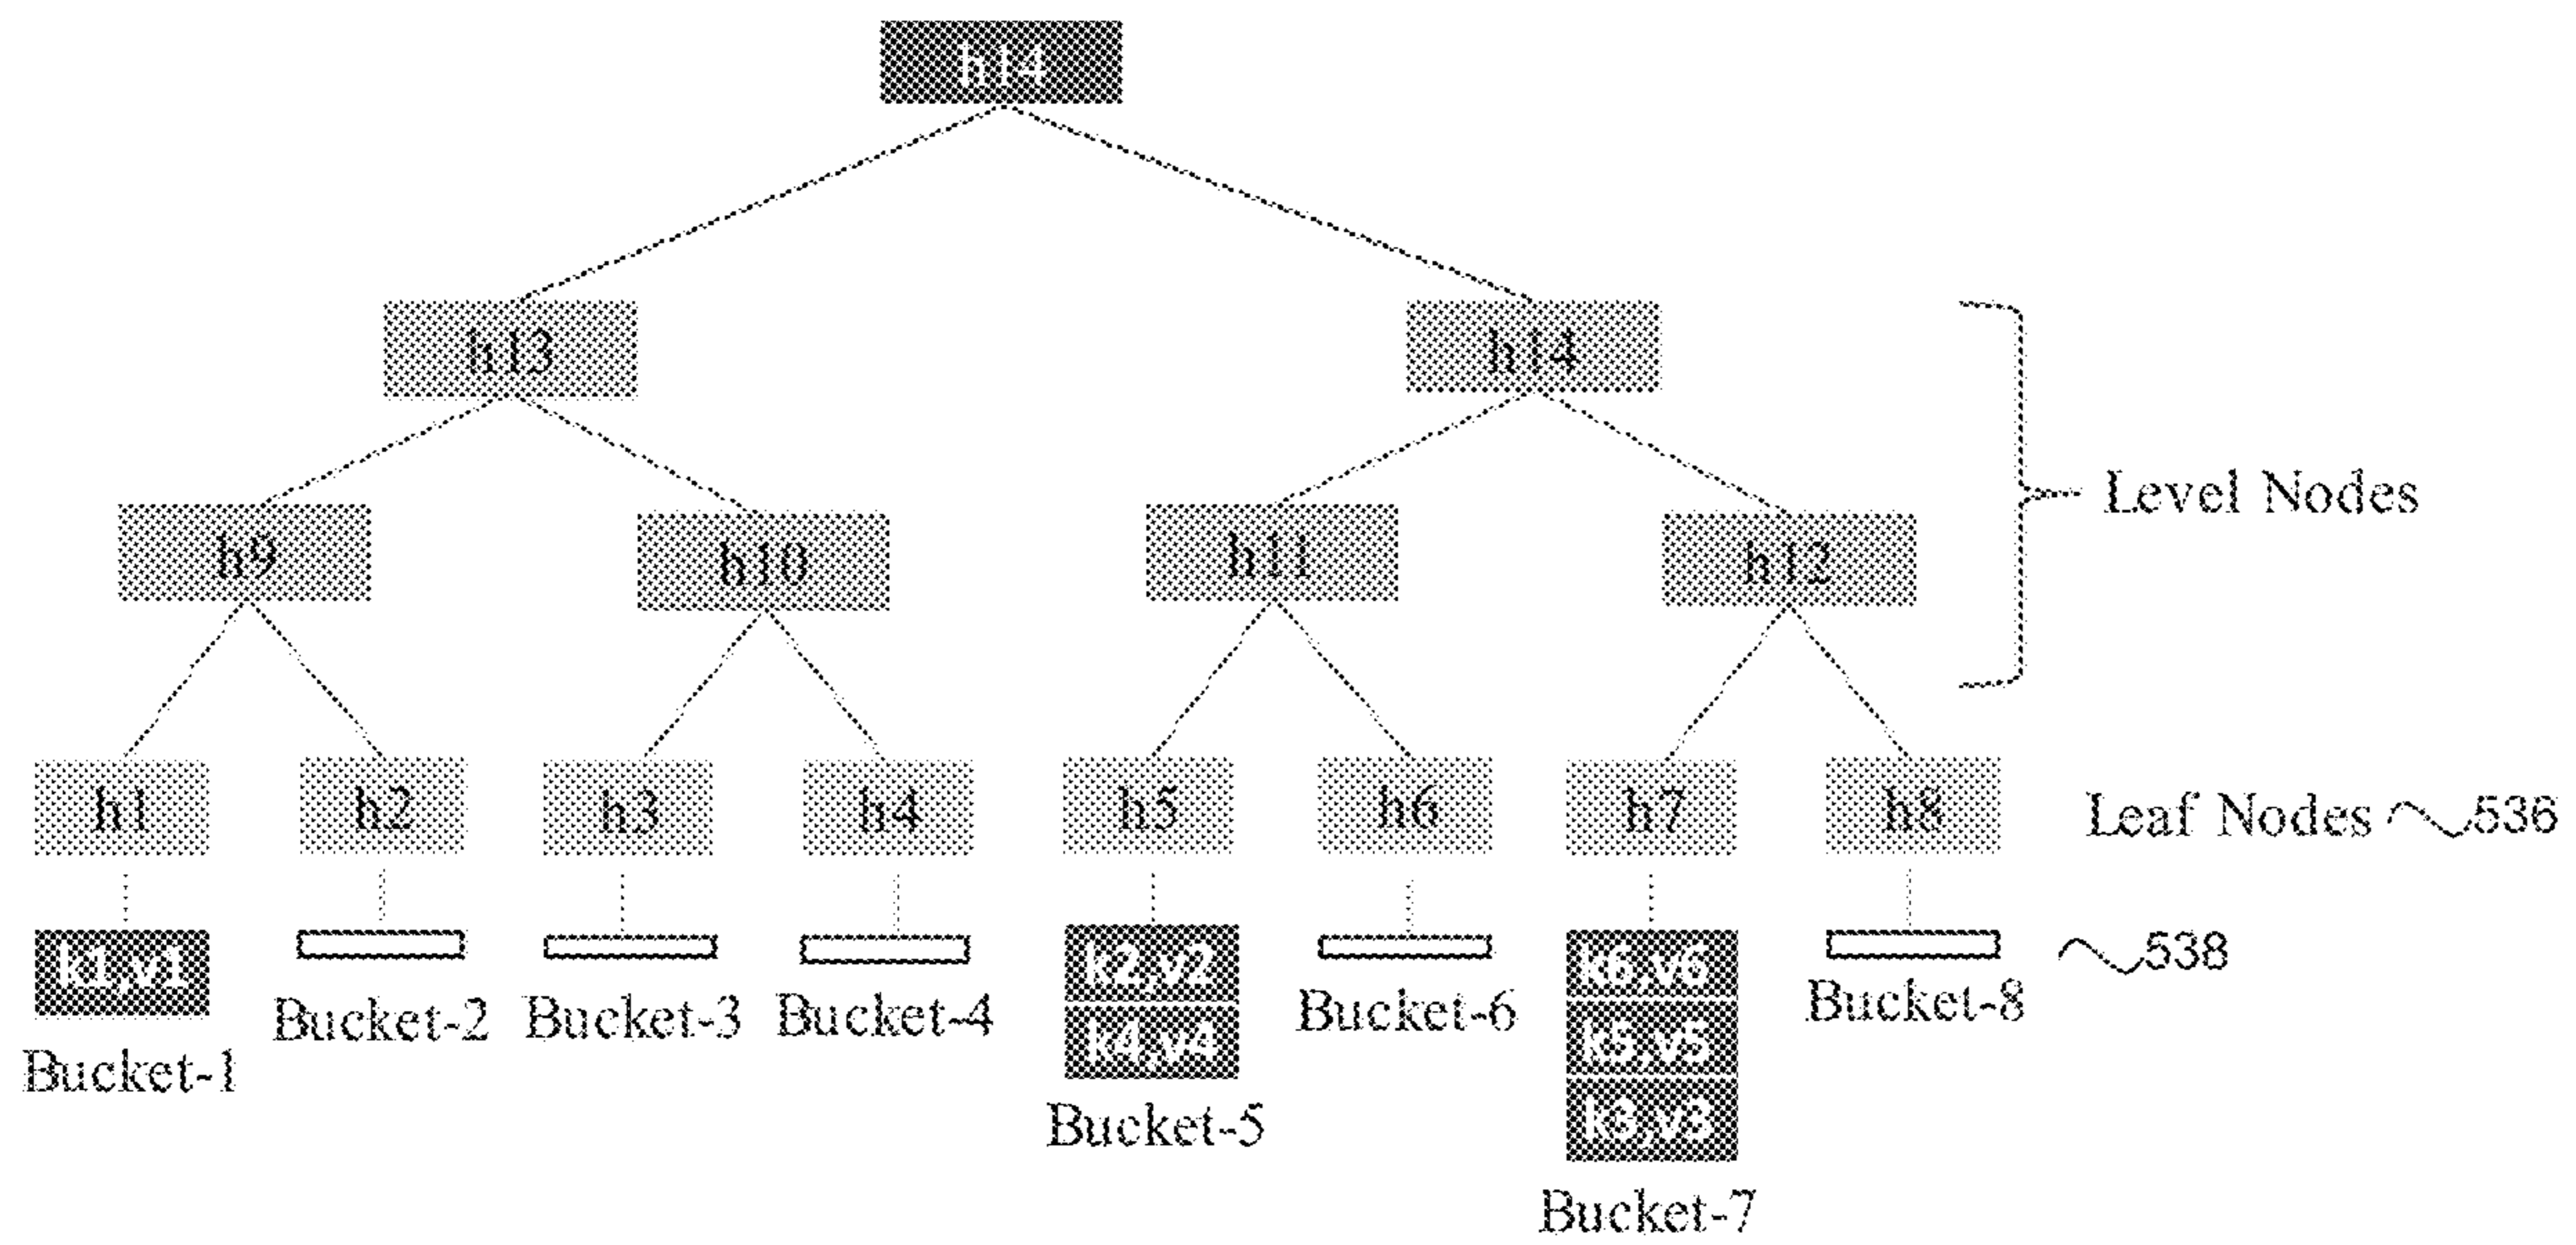 h14
h13
h14
Level Nodes
h9
h10
h11
h12
h1
h2
h3
h4
h5
h6
h7
h8
Leaf Nodes 536
k1,v1
k2,v2
k4,v4
k6,v6
k5,v5
k3,v3
538
Bucket-1
Bucket-2
Bucket-3
Bucket-4
Bucket-5
Bucket-6
Bucket-7
Bucket-8